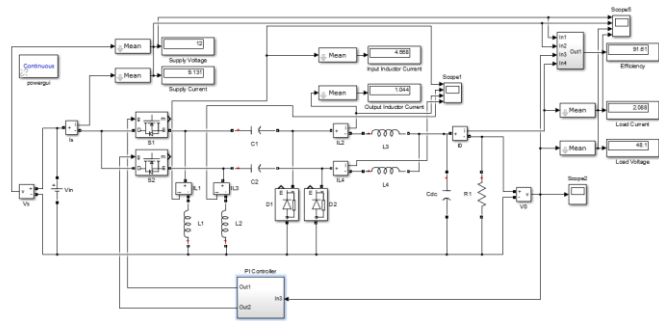 Continuous
powergui
Mean
12
Supply Voltage
Mean
9.131
Supply Current
Mean
4.568
Input Inductor Current
Mean
1.044
Output Inductor Current
Scope1
Scope5
In1
In2
In3
In4
Out1
91.61
Efficiency
Mean
2.088
Load Current
Mean
48.1
Load Voltage
Is
S1
S2
C1
C2
IL2
IL4
L3
L4
I0
IL1
IL3
L1
L2
D1
D2
Cdc
R1
V0
Scope2
Vs
Vin
PI Controller
Out1
Out2
In3